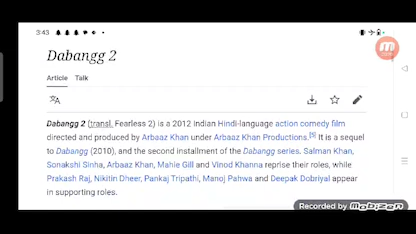 3:43
Dabangg 2
Article Talk
Dabangg 2 (transl. Fearless 2) is a 2012 Indian Hindi-language action comedy film
directed and produced by Arbaaz Khan under Arbaaz Khan Productions.[5] It is a sequel
to Dabangg (2010), and the second installment of the Dabangg series. Salman Khan,
Sonakshi Sinha, Arbaaz Khan, Mahie Gill and Vinod Khanna reprise their roles, while
Prakash Raj, Nikitin Dheer, Pankaj Tripathi, Manoj Pahwa and Deepak Dobriyal appear
in supporting roles.
Recorded by Mobizen